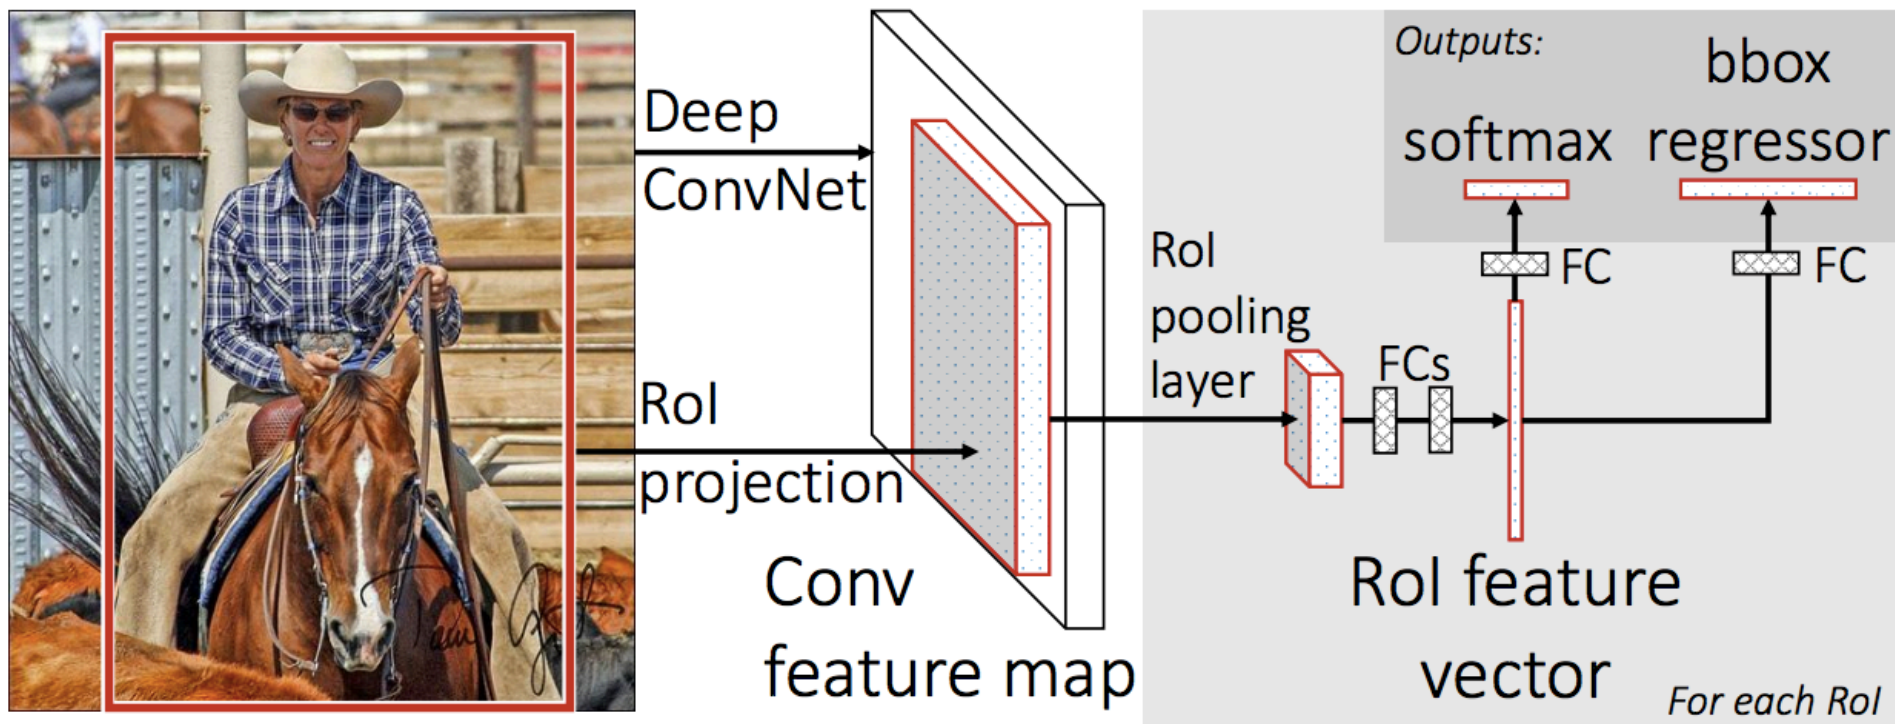 Deep
ConvNet
RoI
projection
Conv
feature map
RoI
pooling
layer
FCs
Outputs:
softmax
bbox
regressor
FC
FC
RoI feature
vector
For each RoI